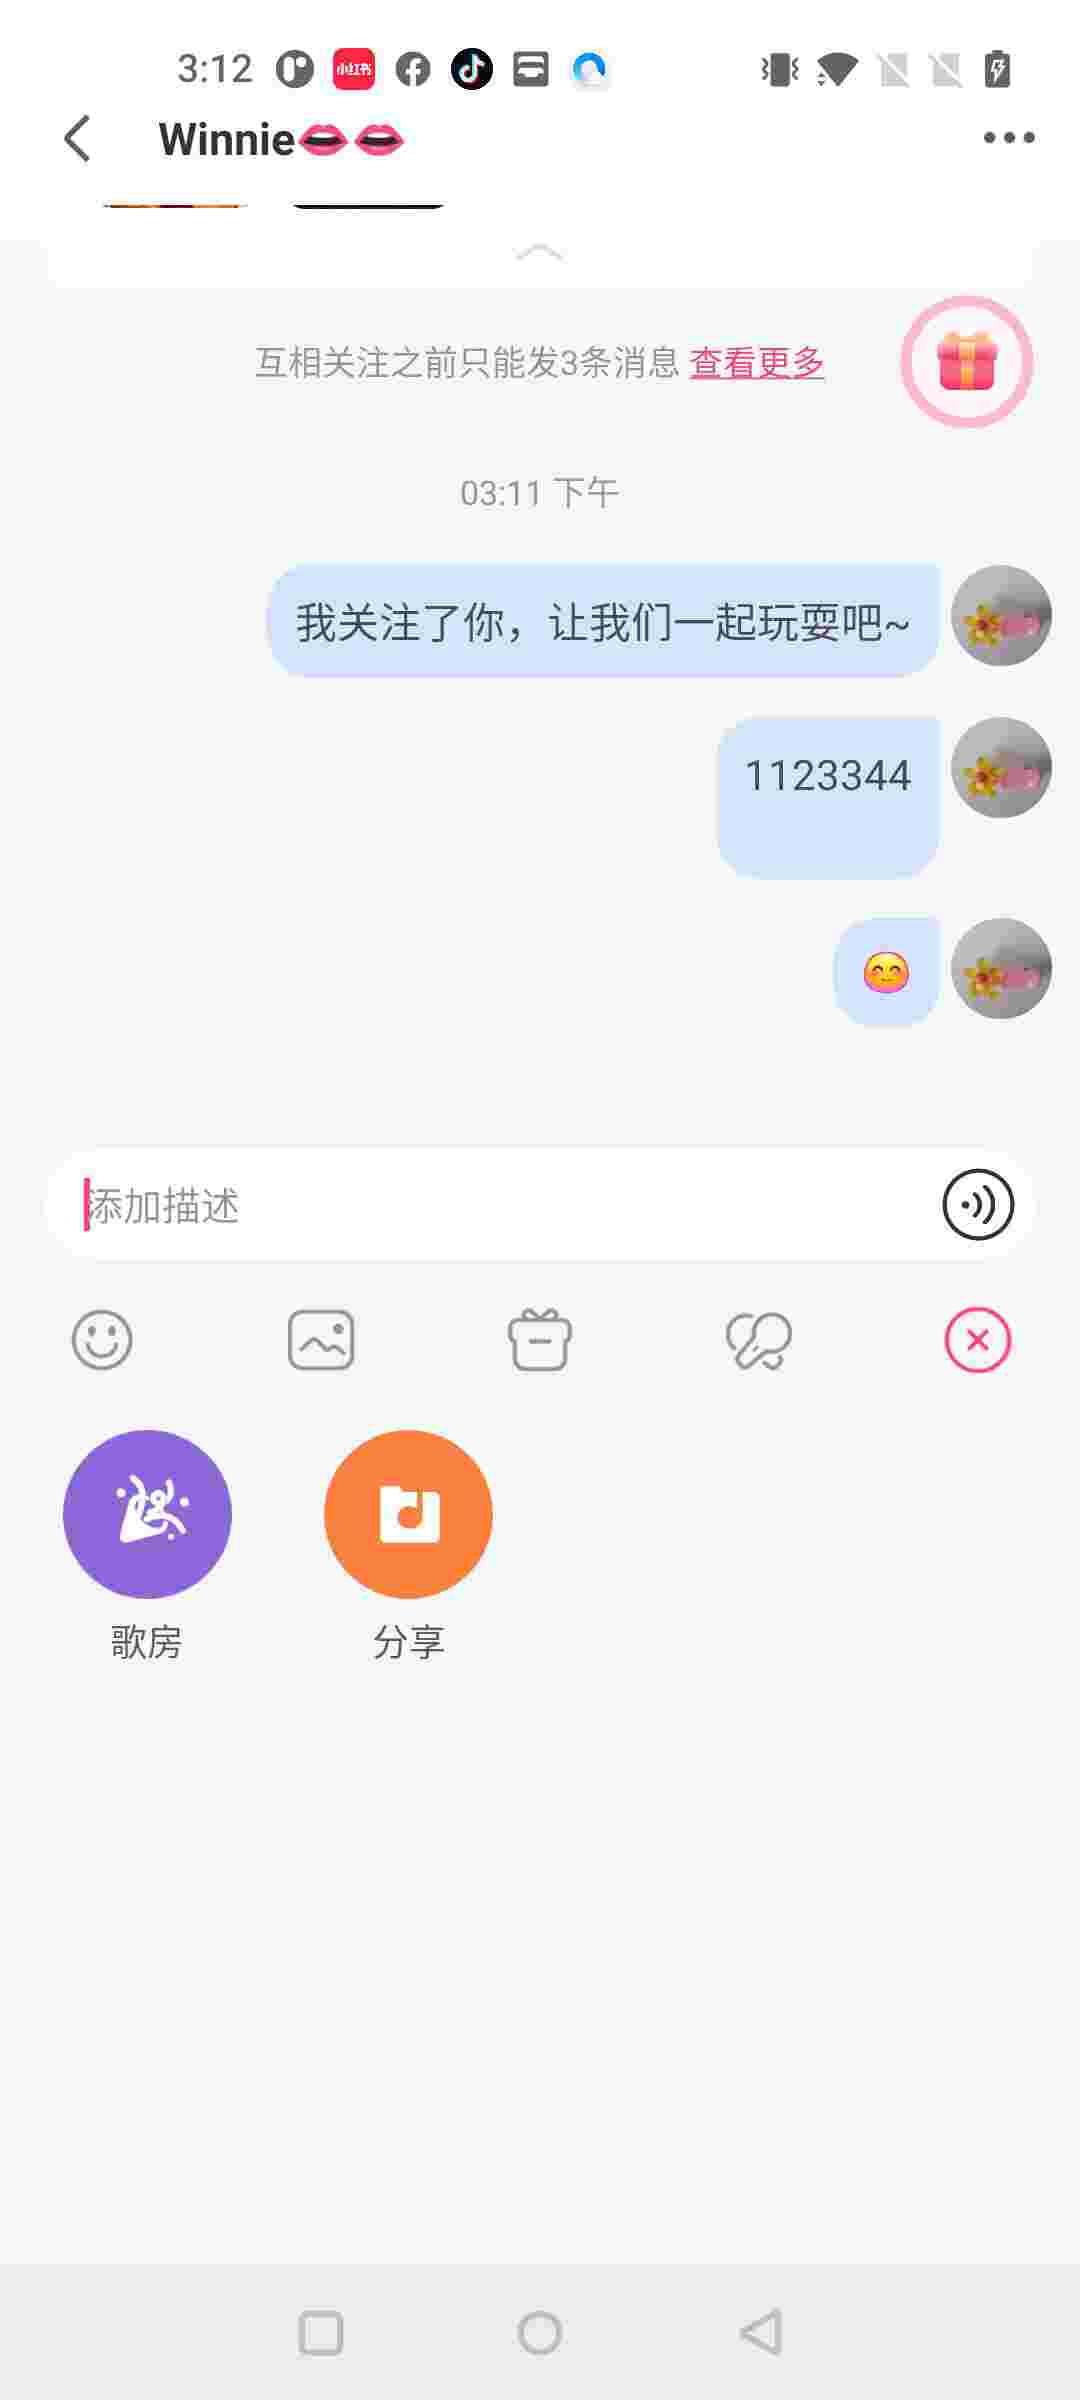 3:12
小红书
Winnie👄👄
互相关注之前只能发3条消息 查看更多
03:11 下午
我关注了你，让我们一起玩耍吧~
1123344
😊
添加描述
歌房
分享